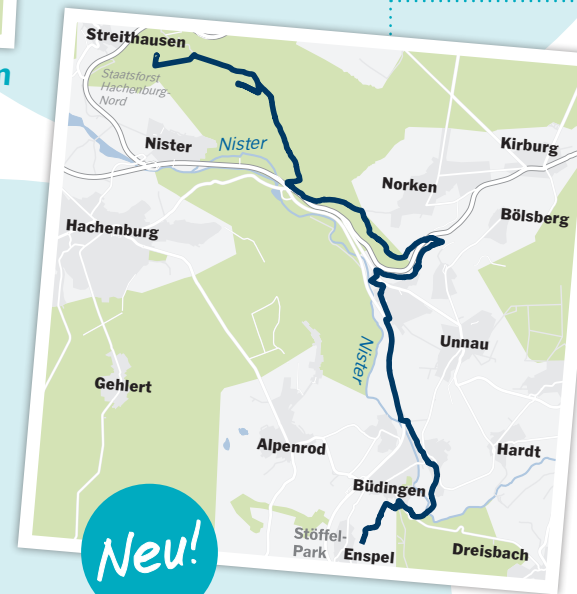 n
Streithausen
Staatsforst
Hachenburg-
Nord
Nister
Nister
Kirburg
Norken
Bölsberg
Hachenburg
Nister
Unnau
Gehlert
Alpenrod
Hardt
Büdingen
Stöffel-
Park
Enspel
Dreisbach
Neu!